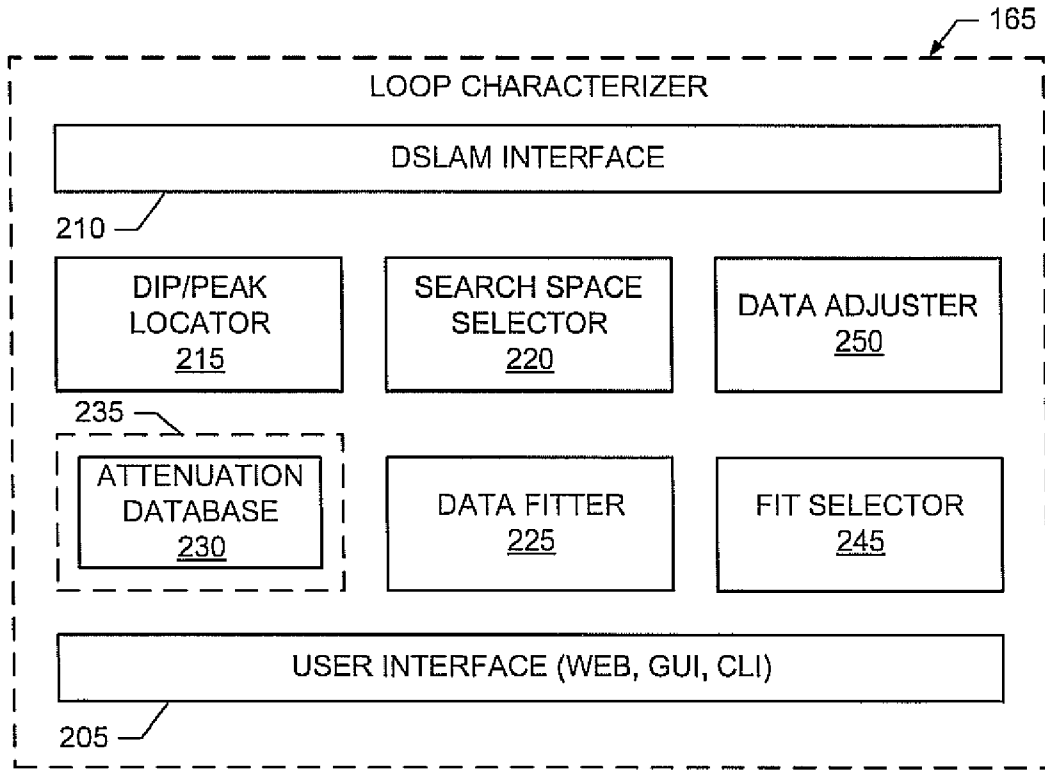 165
LOOP CHARACTERIZER
DSLAM INTERFACE
210
DIP/PEAK
LOCATOR
215
SEARCH SPACE
SELECTOR
220
DATA ADJUSTER
250
235
ATTENUATION
DATABASE
230
DATA FITTER
225
FIT SELECTOR
245
USER INTERFACE (WEB, GUI, CLI)
205